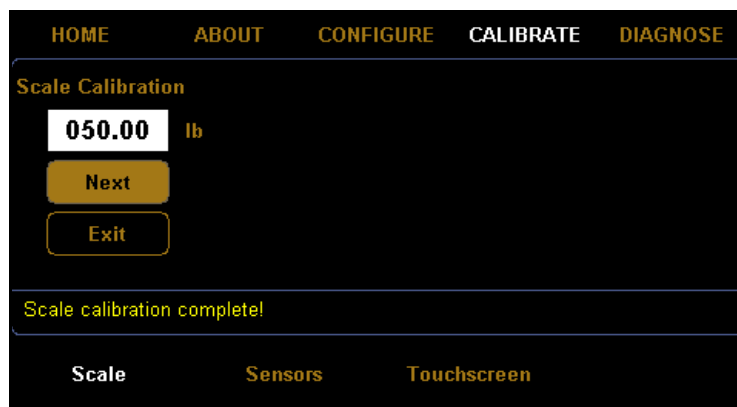 HOME ABOUT CONFIGURE CALIBRATE DIAGNOSE
Scale Calibration
050.00 lb
Next
Exit
Scale calibration complete!
Scale Sensors Touchscreen